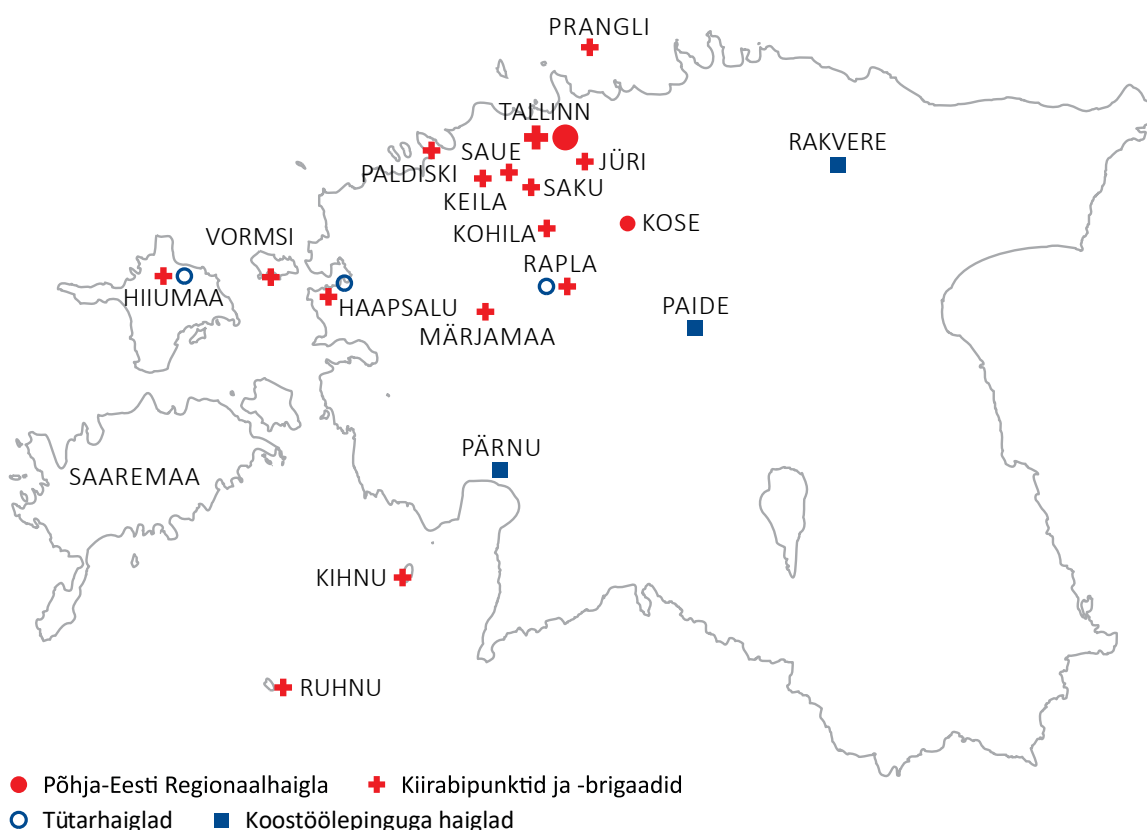 PRANGLI
TALLINN
RAKVERE
SAUE
JÜRI
PALDISKI
KEILA
SAKU
KOSE
VORMSI
KOHILA
RAPLA
HIIUMAA
HAAPSALU
PAIDE
MÄRJAMAA
PÄRNU
SAAREMAA
KIHNU
RUHNU
Põhja-Eesti Regionaalhaigla
Kiirabipunktid ja -brigaadid
Tütarhaiglad
Koostöölepinguga haiglad